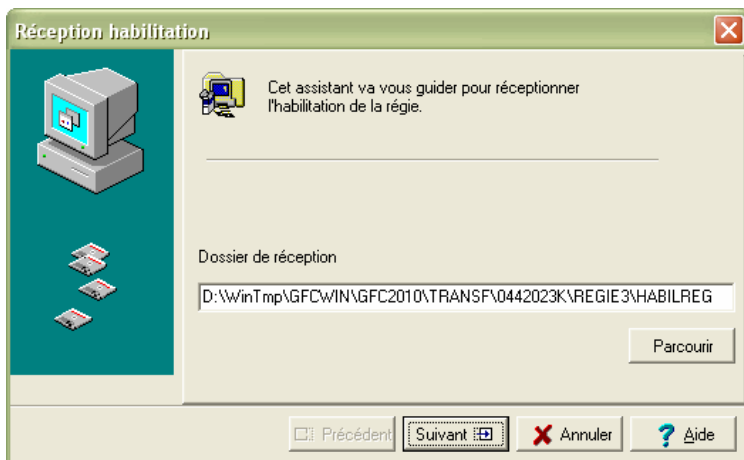 Réception habilitation
Cet assistant va vous guider pour réceptionner
l'habilitation de la régie.
Dossier de réception
D:\WinTmp\GFCWIN\GFC2010\TRANSF\0442023K\REGIE3\HABILREG
Parcourir
Précédent Suivant Annuler Aide